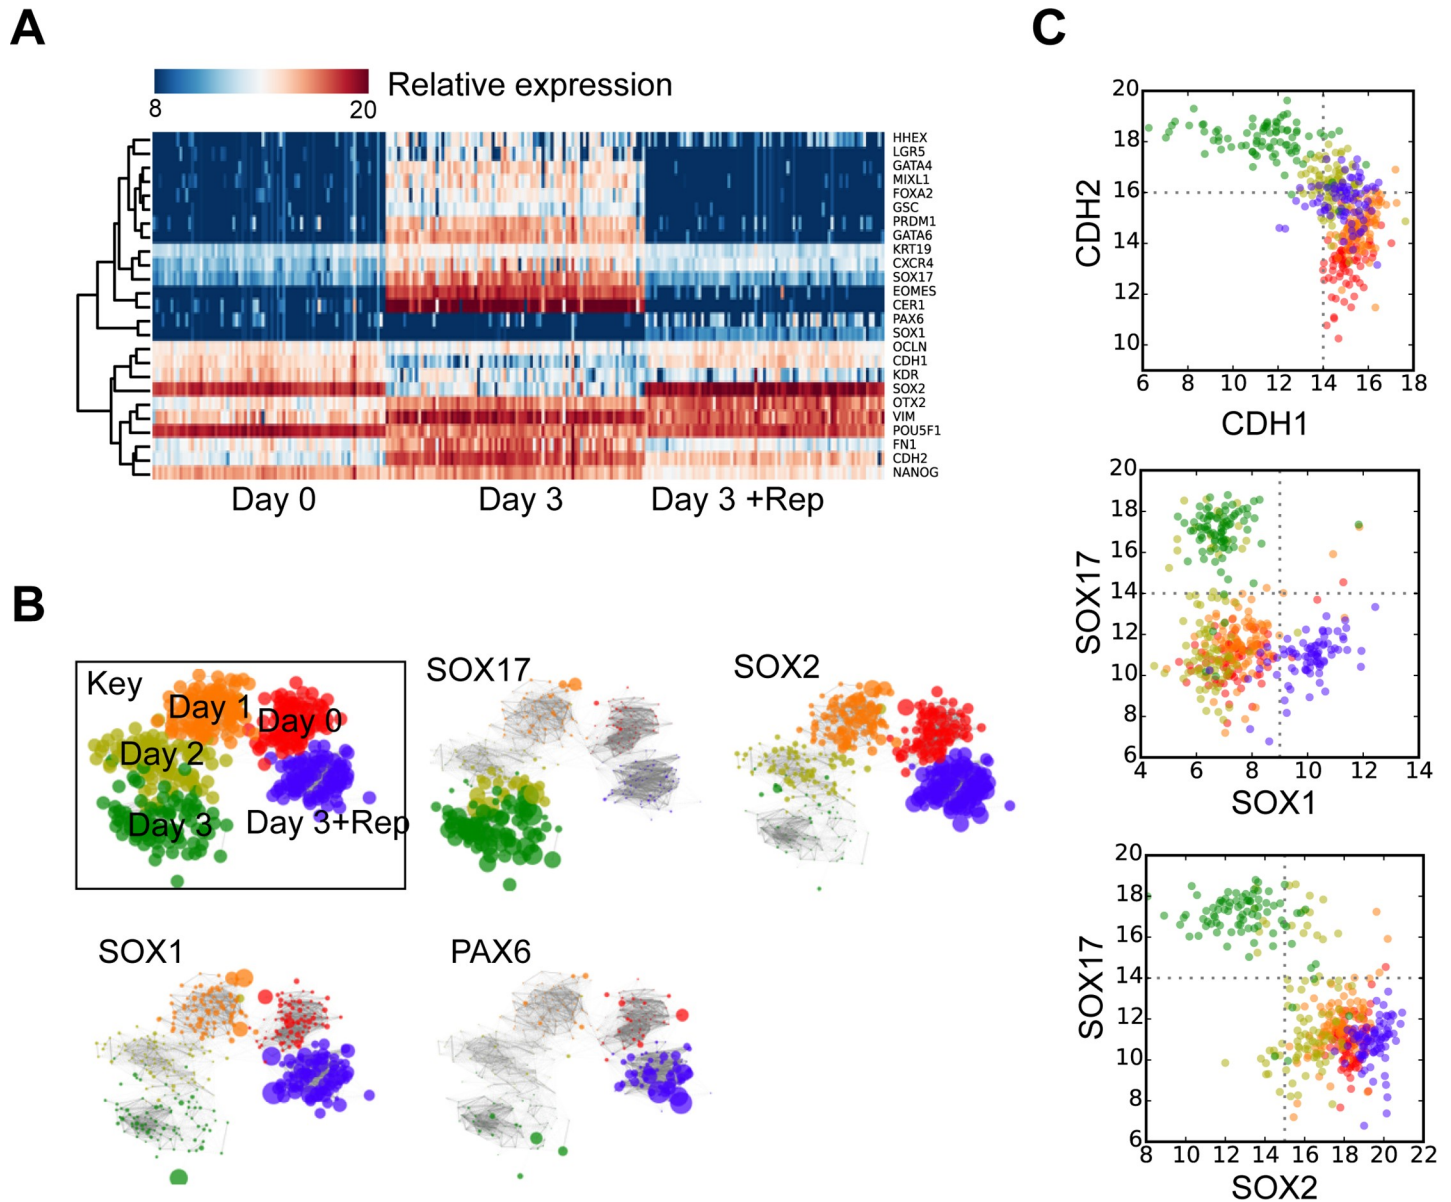 A
Relative expression
8 20
HHEX
LGR5
GATA4
MIXL1
FOXA2
GSC
PRDM1
GATA6
KRT19
CXCR4
SOX17
EOMES
CER1
PAX6
SOX1
OCLN
CDH1
KDR
SOX2
OTX2
VIM
POU5F1
FN1
CDH2
NANOG
Day 0 Day 3 Day 3 +Rep
B
Key
Day 1
Day 0
Day 2
Day 3
Day 3+Rep
SOX17
SOX2
SOX1
PAX6
C
20
18
16
14
12
10
CDH2
6 8 10 12 14 16 18
CDH1
20
18
16
14
12
10
8
6
SOX17
4 6 8 10 12 14
SOX1
20
18
16
14
12
10
8
6
SOX17
8 10 12 14 16 18 20 22
SOX2